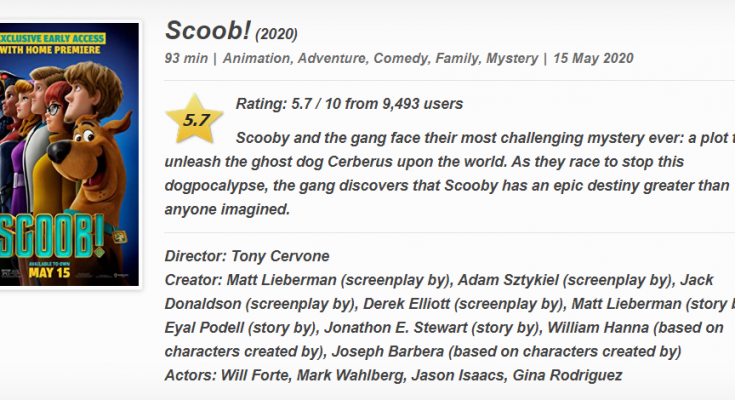 EXCLUSIVE EARLY ACCESS
WITH HOME PREMIERE
SCOOB!
AVAILABLE TO OWN
MAY 15
Scoob! (2020)
93 min | Animation, Adventure, Comedy, Family, Mystery | 15 May 2020
5.7
Rating: 5.7 / 10 from 9,493 users
Scooby and the gang face their most challenging mystery ever: a plot
unleash the ghost dog Cerberus upon the world. As they race to stop this
dogpocalypse, the gang discovers that Scooby has an epic destiny greater than
anyone imagined.
Director: Tony Cervone
Creator: Matt Lieberman (screenplay by), Adam Sztykiel (screenplay by), Jack
Donaldson (screenplay by), Derek Elliott (screenplay by), Matt Lieberman (story
Eyal Podell (story by), Jonathon E. Stewart (story by), William Hanna (based on
characters created by), Joseph Barbera (based on characters created by)
Actors: Will Forte, Mark Wahlberg, Jason Isaacs, Gina Rodriguez